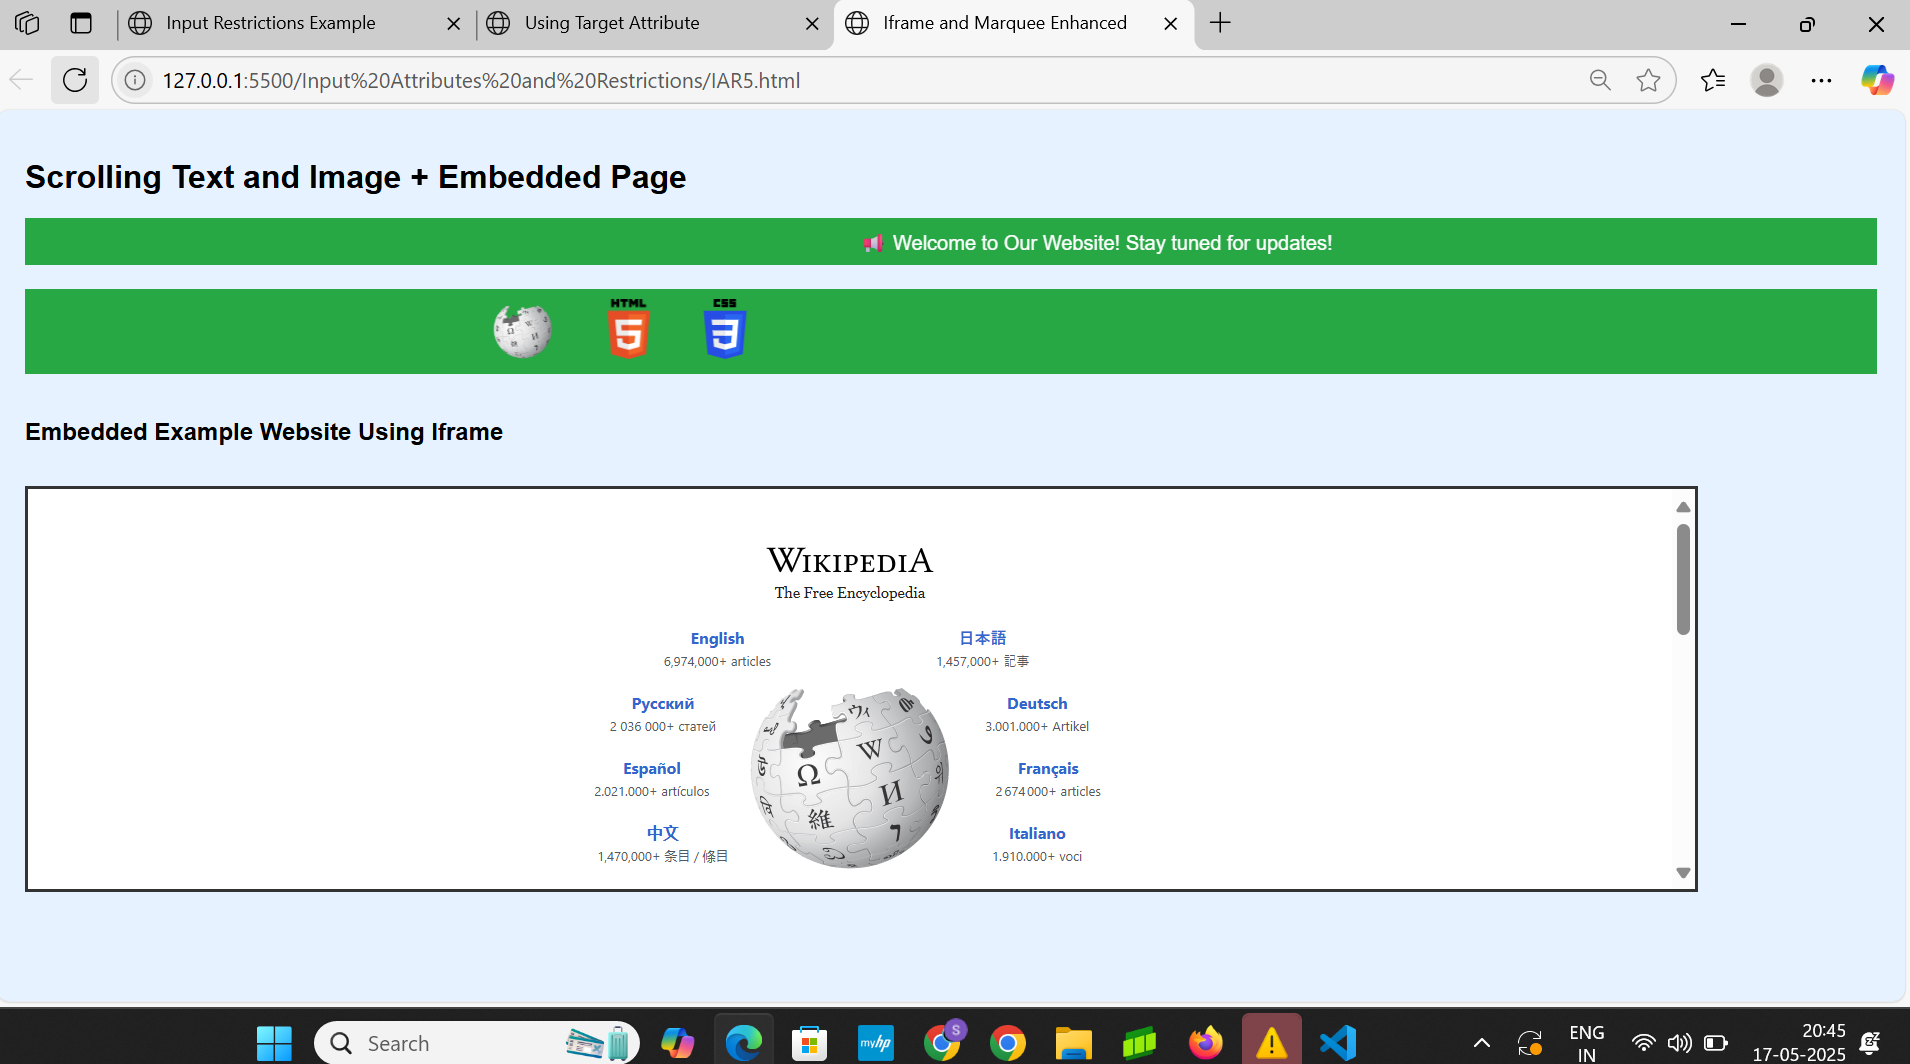 Input Restrictions Example
Using Target Attribute
Iframe and Marquee Enhanced
127.0.0.1:5500/Input%20Attributes%20and%20Restrictions/IAR5.html
Scrolling Text and Image + Embedded Page
Welcome to Our Website! Stay tuned for updates!
HTML
5
CSS
3
Embedded Example Website Using Iframe
WIKIPEDIA
The Free Encyclopedia
English
6,974,000+ articles
日本語
1,457,000+ 記事
Русский
2 036 000+ статей
Deutsch
3.001.000+ Artikel
Español
2.021.000+ artículos
Français
2 674 000+ articles
中文
1,470,000+ 条目 / 條目
Italiano
1.910.000+ voci
Ω
W
И
維
ウィ
Search
myhp
S
ENG
IN
20:45
17-05-2025